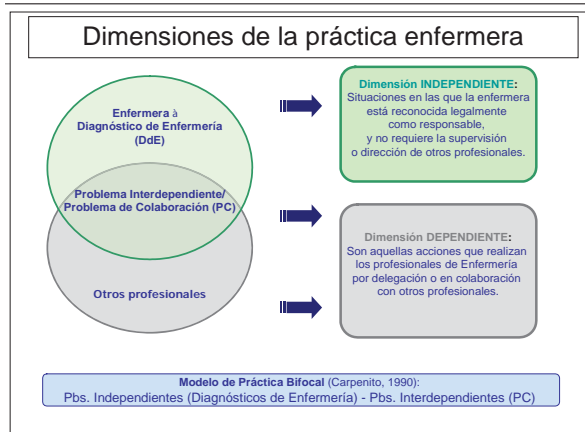 Dimensiones de la práctica enfermera
Enfermera à
Diagnóstico de Enfermería
(DdE)
Problema Interdependiente/
Problema de Colaboración (PC)
Otros profesionales
Dimensión INDEPENDIENTE:
Situaciones en las que la enfermera
está reconocida legalmente
como responsable,
y no requiere la supervisión
o dirección de otros profesionales.
Dimensión DEPENDIENTE:
Son aquellas acciones que realizan
los profesionales de Enfermería
por delegación o en colaboración
con otros profesionales.
Modelo de Práctica Bifocal (Carpenito, 1990):
Pbs. Independientes (Diagnósticos de Enfermería) - Pbs. Interdependientes (PC)